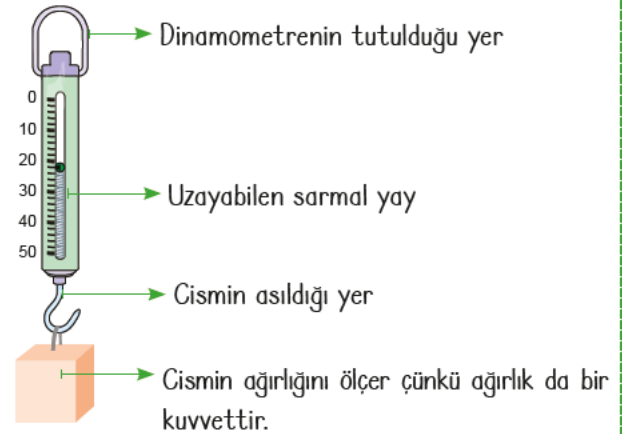 Dinamometrenin tutulduğu yer
0
10
20
30
40
50
Uzayabilen sarmal yay
Cismin asıldığı yer
Cismin ağırlığını ölçer çünkü ağırlık da bir
kuvvettir.